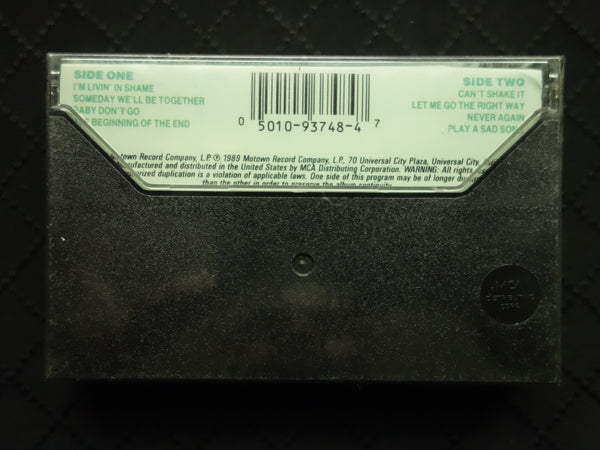 SIDE ONE
I'M LIVIN' IN SHAME
SOMEDAY WE'LL BE TOGETHER
BABY DON'T GO
BEGINNING OF THE END
SIDE TWO
CAN'T SHAKE IT
LET ME GO THE RIGHT WAY
NEVER AGAIN
PLAY A SAD SONG
0 5010-93748-4 7
Motown Record Company, L.P. ℗ 1989 Motown Record Company, L.P., 70 Universal City Plaza, Universal City,
manufactured and distributed in the United States by MCA Distributing Corporation. WARNING: All rights
duplication is a violation of applicable laws. One side of this program may be of longer
than the other in order to preserve the album continuity.
MCA
distributing
corp.